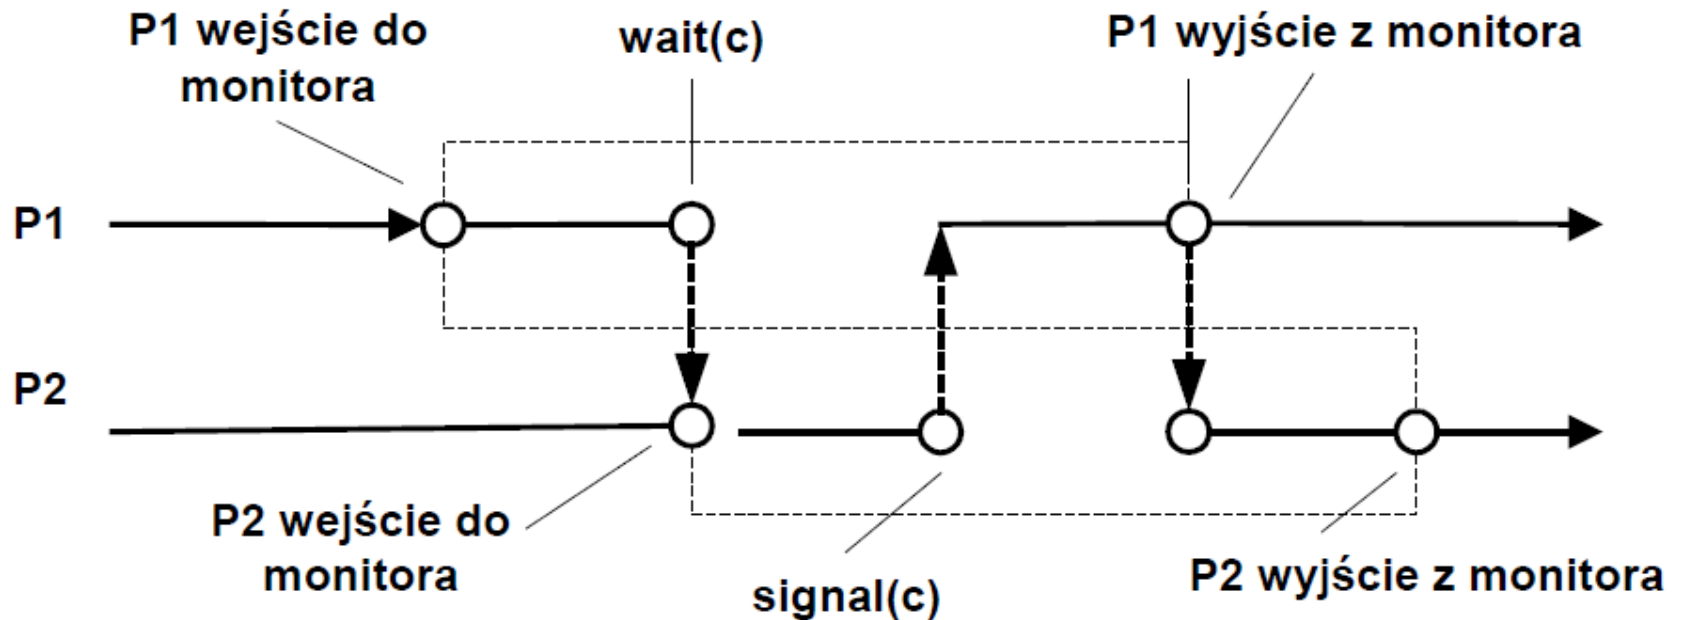 P1 wejście do
monitora
wait(c)
P1 wyjście z monitora
P1
P2
P2 wejście do
monitora
signal(c)
P2 wyjście z monitora